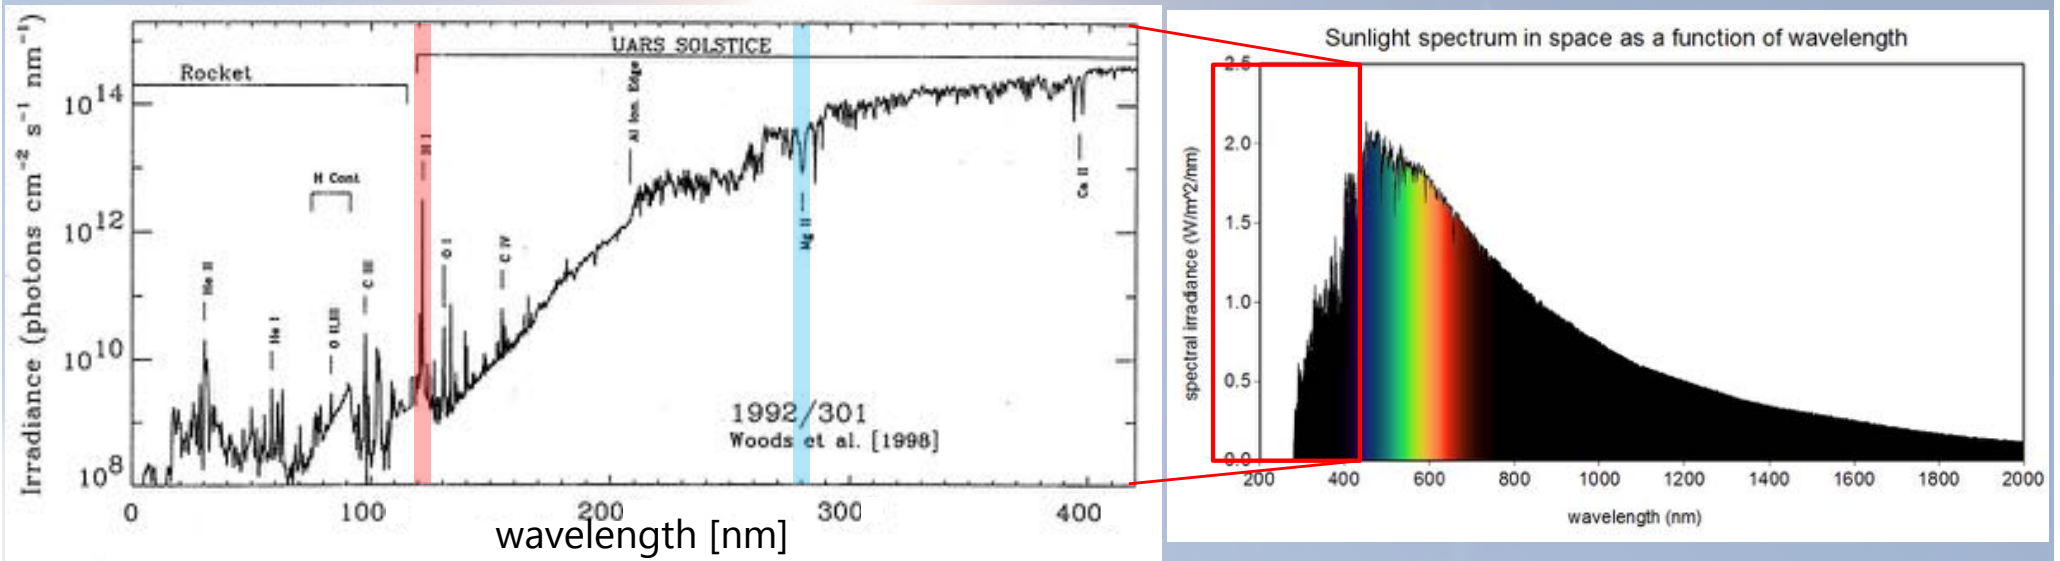 UARS SOLSTICE
Rocket
Irradiance (photons cm⁻² s⁻¹ nm⁻¹)
10¹⁴
10¹²
10¹⁰
10⁸
He II
He I
O II,III
H Cont
C III
H I
O I
C IV
Al Ion. Edge
Mg II
Ca II
1992/301
Woods et al. [1998]
0
100
200
300
400
wavelength [nm]
Sunlight spectrum in space as a function of wavelength
spectral irradiance (W/m^2/nm)
2.5
2.0
1.5
1.0
0.5
0.0
200
400
600
800
1000
1200
1400
1600
1800
2000
wavelength (nm)